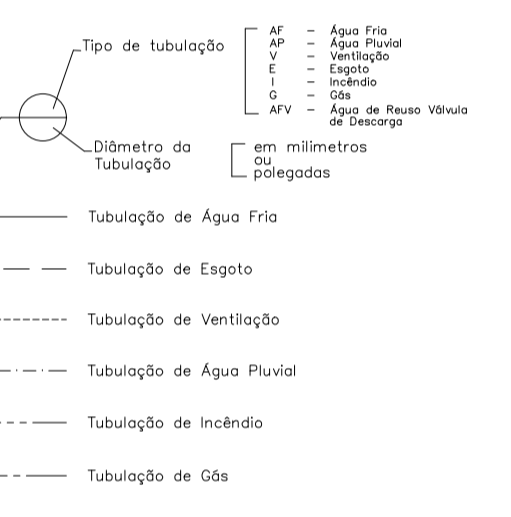 Tipo de tubulação
AF – Água Fria
AP – Água Pluvial
V – Ventilação
E – Esgoto
I – Incêndio
G – Gás
AFV – Água de Reuso Válvula
de Descarga
Diâmetro da
Tubulação
em milimetros
ou
polegadas
Tubulação de Água Fria
Tubulação de Esgoto
Tubulação de Ventilação
Tubulação de Água Pluvial
Tubulação de Incêndio
Tubulação de Gás